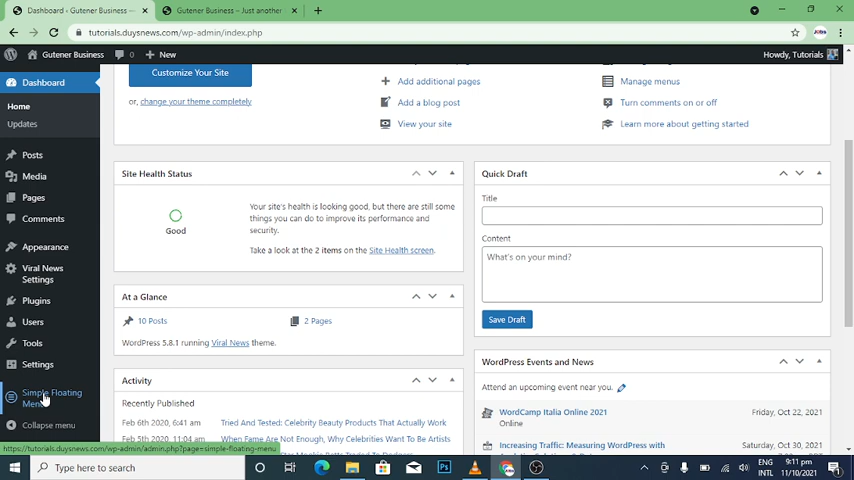 Dashboard ‹ Gutener Business —
Gutener Business – Just another
tutorials.duysnews.com/wp-admin/index.php
Gutener Business
0
New
Howdy, Tutorials
Dashboard
Home
Updates
Posts
Media
Pages
Comments
Appearance
Viral News
Settings
Plugins
Users
Tools
Settings
Simple Floating
Menu
Collapse menu
Customize Your Site
or, change your theme completely
Add additional pages
Add a blog post
View your site
Manage menus
Turn comments on or off
Learn more about getting started
Site Health Status
Good
Your site's health is looking good, but there are still some
things you can do to improve its performance and
security.
Take a look at the 2 items on the Site Health screen.
At a Glance
10 Posts
2 Pages
WordPress 5.8.1 running Viral News theme.
Activity
Recently Published
Feb 6th 2020, 6:41 am
Tried And Tested: Celebrity Beauty Products That Actually Work
Feb 5th 2020, 11:04 am
When Fame Are Not Enough, Why Celebrities Want To Be Artists
Quick Draft
Title
Content
What's on your mind?
Save Draft
WordPress Events and News
Attend an upcoming event near you.
WordCamp Italia Online 2021
Online
Friday, Oct 22, 2021
Increasing Traffic: Measuring WordPress with
Saturday, Oct 30, 2021
https://tutorials.duysnews.com/wp-admin/admin.php?page=simple-floating-menu
Type here to search
ENG
INTL
9:11 pm
11/10/2021